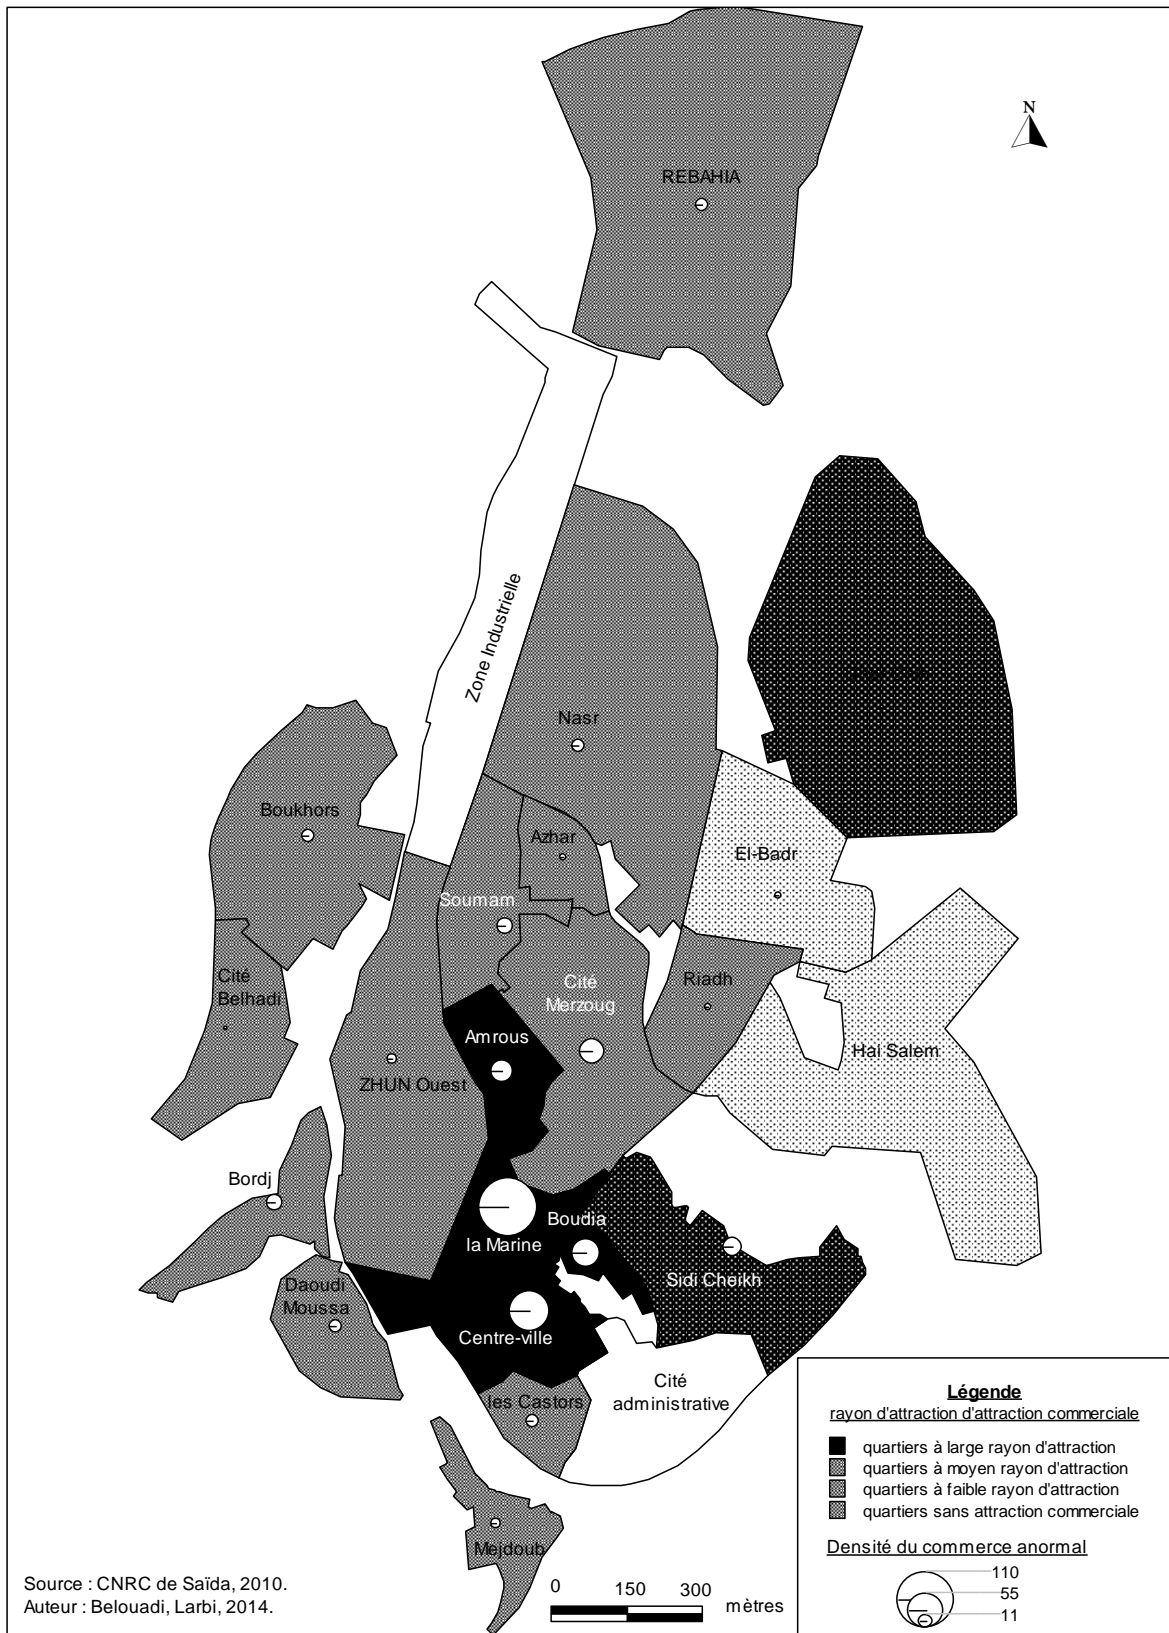 N
REBAHIA
Zone Industrielle
Nasr
Boukhors
Azhar
El-Badr
Soumam
Cité
Belhadi
Cité
Merzoug
Riadh
Amrous
Hai Salem
ZHUN Ouest
Bordj
la Marine
Boudia
Sidi Cheikh
Daoudi
Moussa
Centre-ville
Cité
administrative
les Castors
Mejdoub
Légende
rayon d'attraction d'attraction commerciale
quartiers à large rayon d'attraction
quartiers à moyen rayon d'attraction
quartiers à faible rayon d'attraction
quartiers sans attraction commerciale
Densité du commerce anormal
110
55
11
0 150 300
mètres
Source : CNRC de Saïda, 2010.
Auteur : Belouadi, Larbi, 2014.